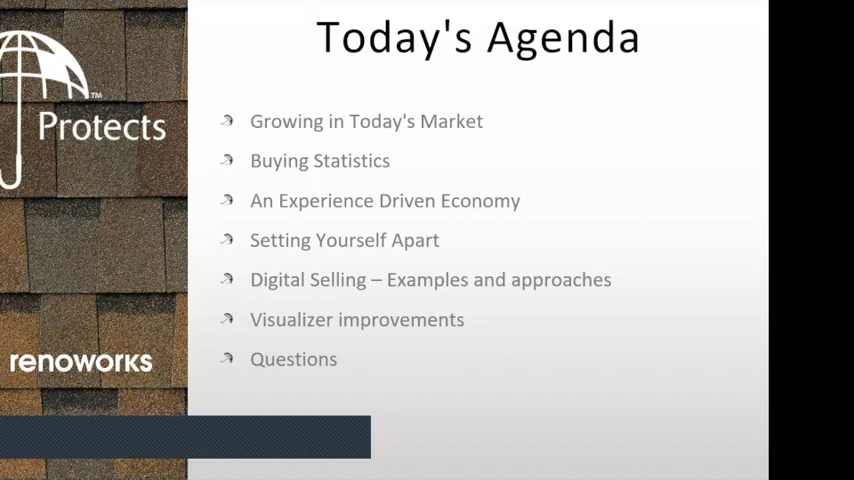 Today's Agenda
TM
Protects
Growing in Today's Market
Buying Statistics
An Experience Driven Economy
Setting Yourself Apart
Digital Selling – Examples and approaches
Visualizer improvements
Questions
renoworks